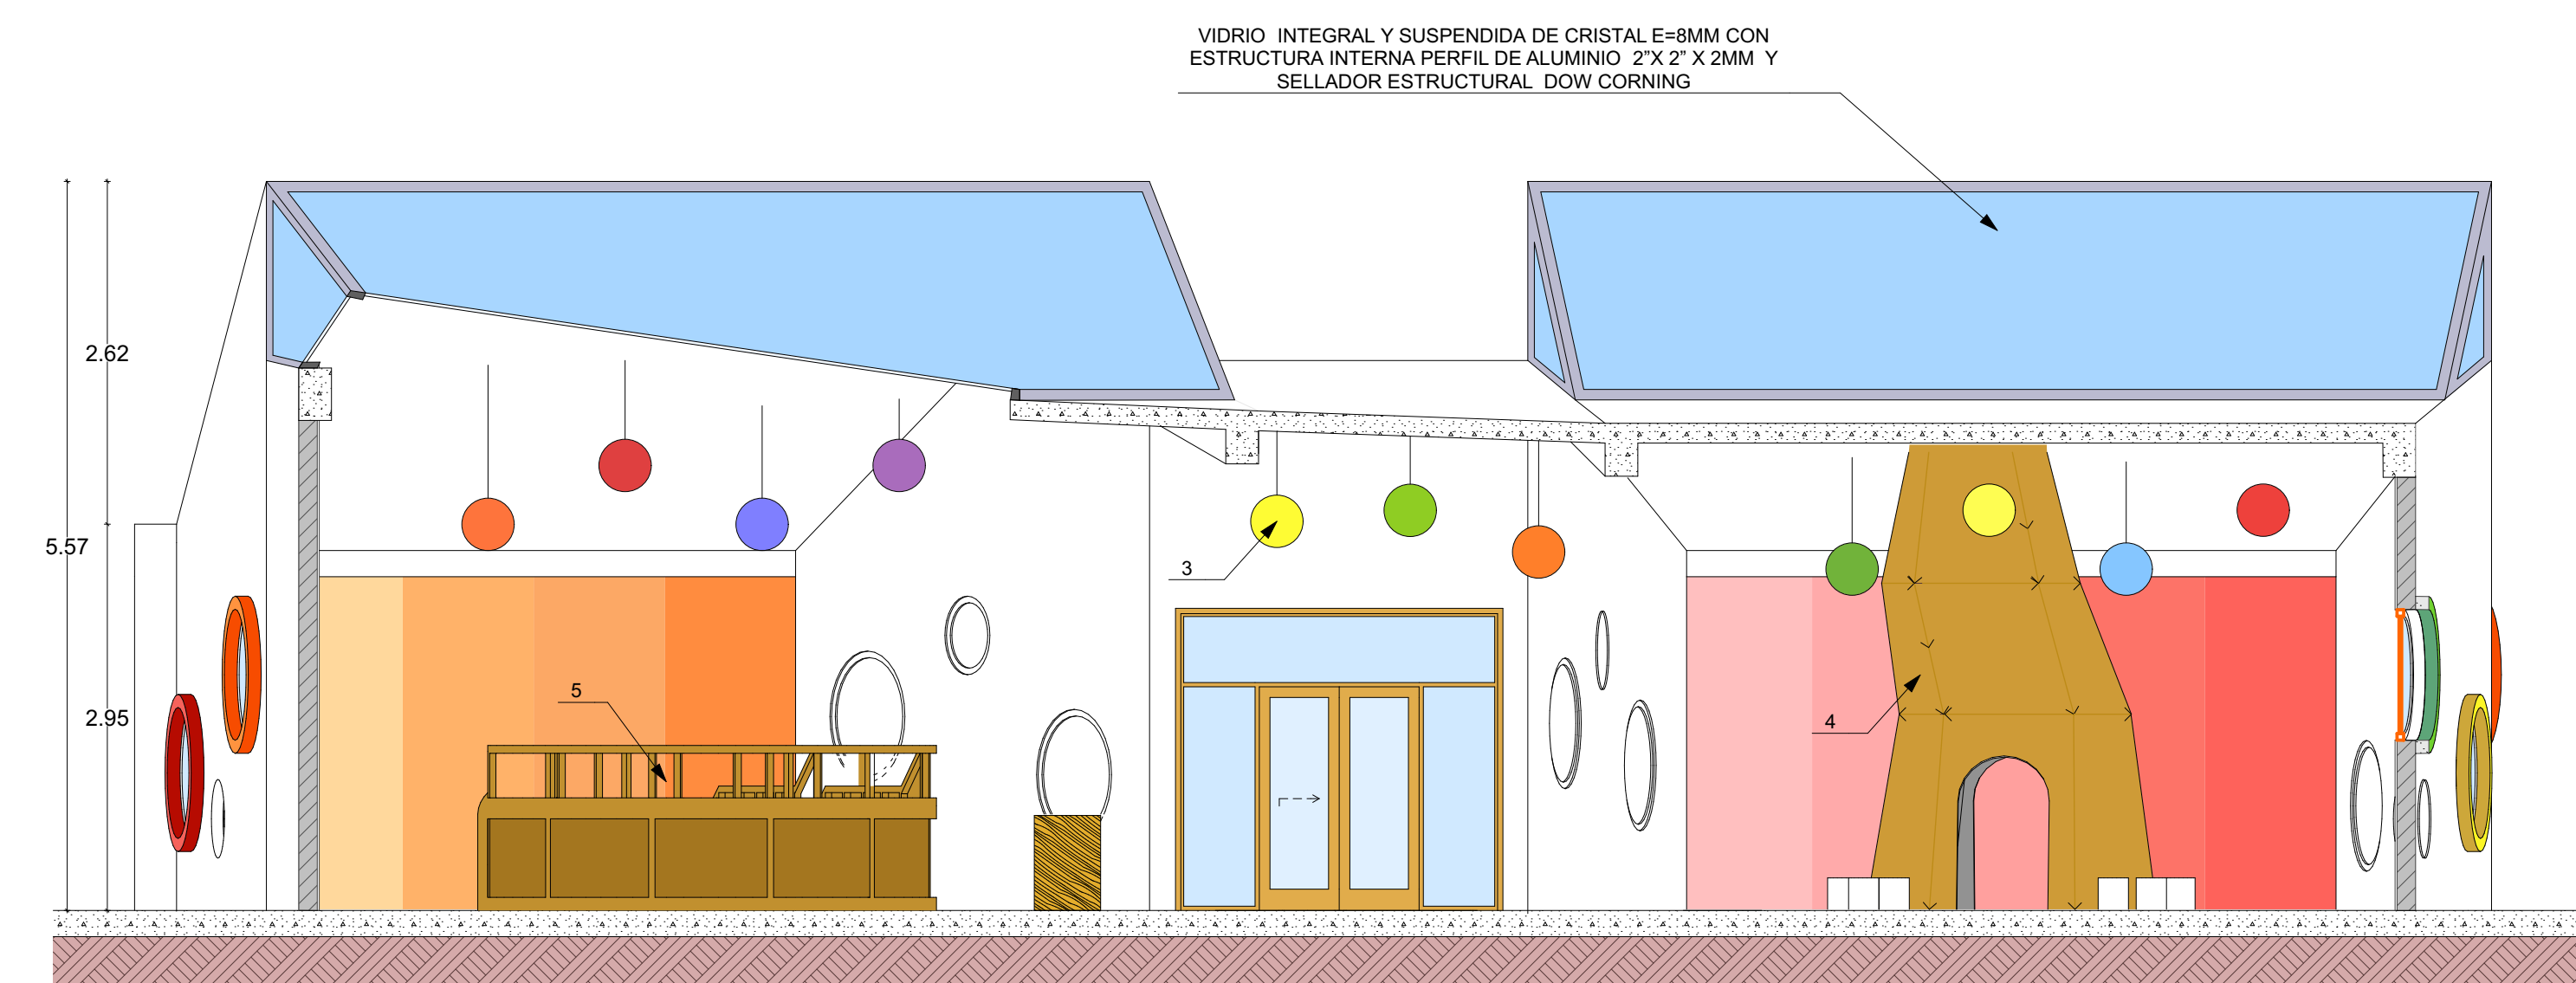 VIDRIO INTEGRAL Y SUSPENDIDA DE CRISTAL E=8MM CON
ESTRUCTURA INTERNA PERFIL DE ALUMINIO 2”X 2” X 2MM Y
SELLADOR ESTRUCTURAL DOW CORNING
2.62
5.57
3
5
2.95
4